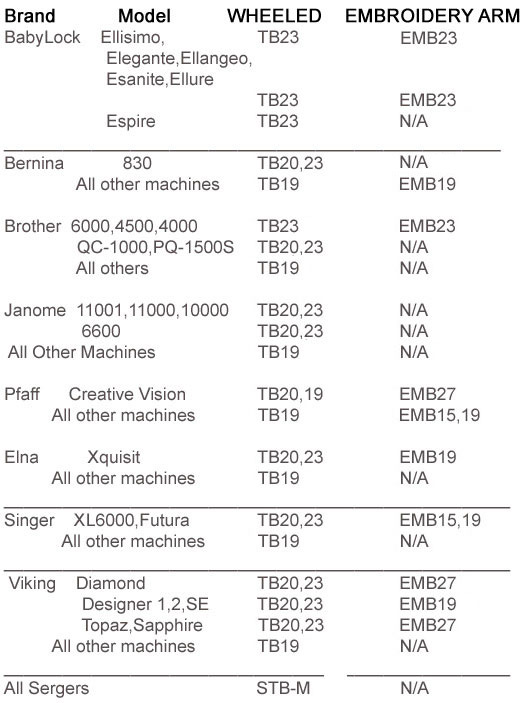 Brand Model WHEELED EMBROIDERY ARM
BabyLock Ellisimo, TB23 EMB23
Elegante,Ellangeo,
Esanite,Ellure
TB23 EMB23
Espire TB23 N/A
Bernina 830 TB20,23 N/A
All other machines TB19 EMB19
Brother 6000,4500,4000 TB23 EMB23
QC-1000,PQ-1500S TB20,23 N/A
All others TB19 N/A
Janome 11001,11000,10000 TB20,23 N/A
6600 TB20,23 N/A
All Other Machines TB19 N/A
Pfaff Creative Vision TB20,19 EMB27
All other machines TB19 EMB15,19
Elna Xquisit TB20,23 EMB19
All other machines TB19 N/A
Singer XL6000,Futura TB20,23 EMB15,19
All other machines TB19 N/A
Viking Diamond TB20,23 EMB27
Designer 1,2,SE TB20,23 EMB19
Topaz,Sapphire TB20,23 EMB27
All other machines TB19 N/A
All Sergers STB-M N/A